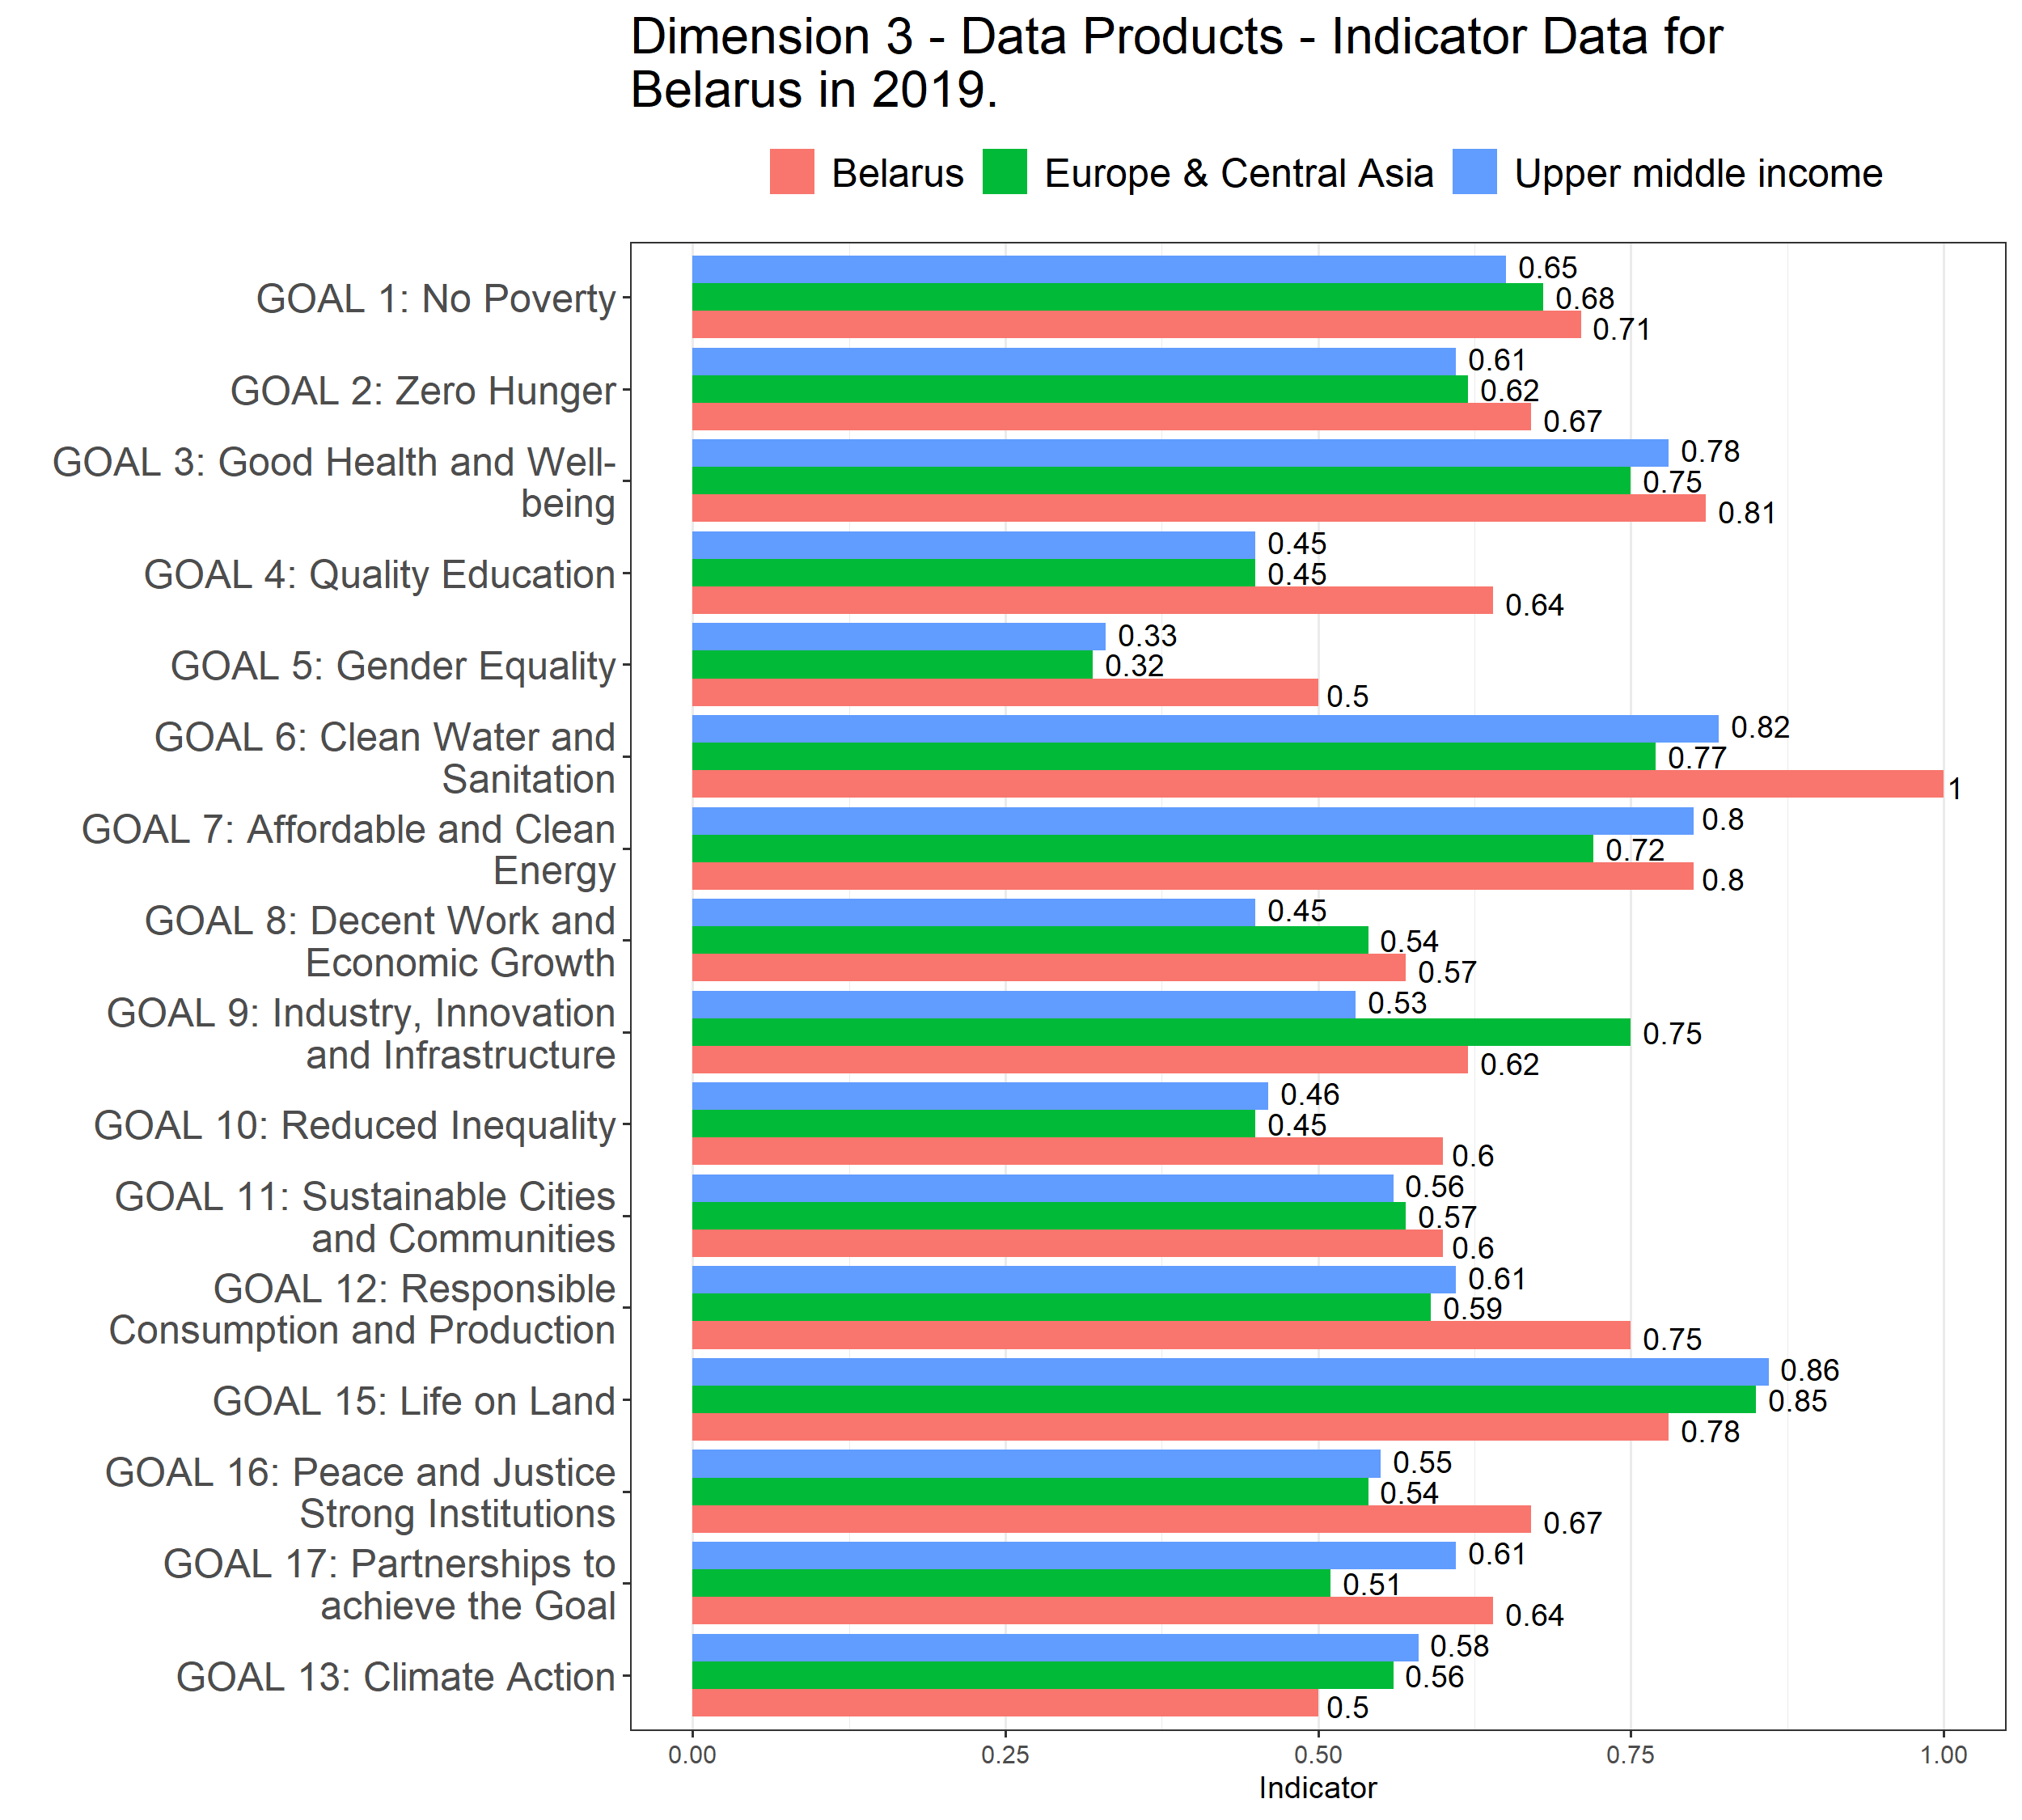 Dimension 3 - Data Products - Indicator Data for
Belarus in 2019.
Belarus Europe & Central Asia Upper middle income
GOAL 1: No Poverty
0.65
0.68
0.71
GOAL 2: Zero Hunger
0.61
0.62
0.67
GOAL 3: Good Health and Well-
being
0.78
0.75
0.81
GOAL 4: Quality Education
0.45
0.45
0.64
GOAL 5: Gender Equality
0.33
0.32
0.5
GOAL 6: Clean Water and
Sanitation
0.82
0.77
1
GOAL 7: Affordable and Clean
Energy
0.8
0.72
0.8
GOAL 8: Decent Work and
Economic Growth
0.45
0.54
0.57
GOAL 9: Industry, Innovation
and Infrastructure
0.53
0.75
0.62
GOAL 10: Reduced Inequality
0.46
0.45
0.6
GOAL 11: Sustainable Cities
and Communities
0.56
0.57
0.6
GOAL 12: Responsible
Consumption and Production
0.61
0.59
0.75
GOAL 15: Life on Land
0.86
0.85
0.78
GOAL 16: Peace and Justice
Strong Institutions
0.55
0.54
0.67
GOAL 17: Partnerships to
achieve the Goal
0.61
0.51
0.64
GOAL 13: Climate Action
0.58
0.56
0.5
0.00 0.25 0.50 0.75 1.00
Indicator